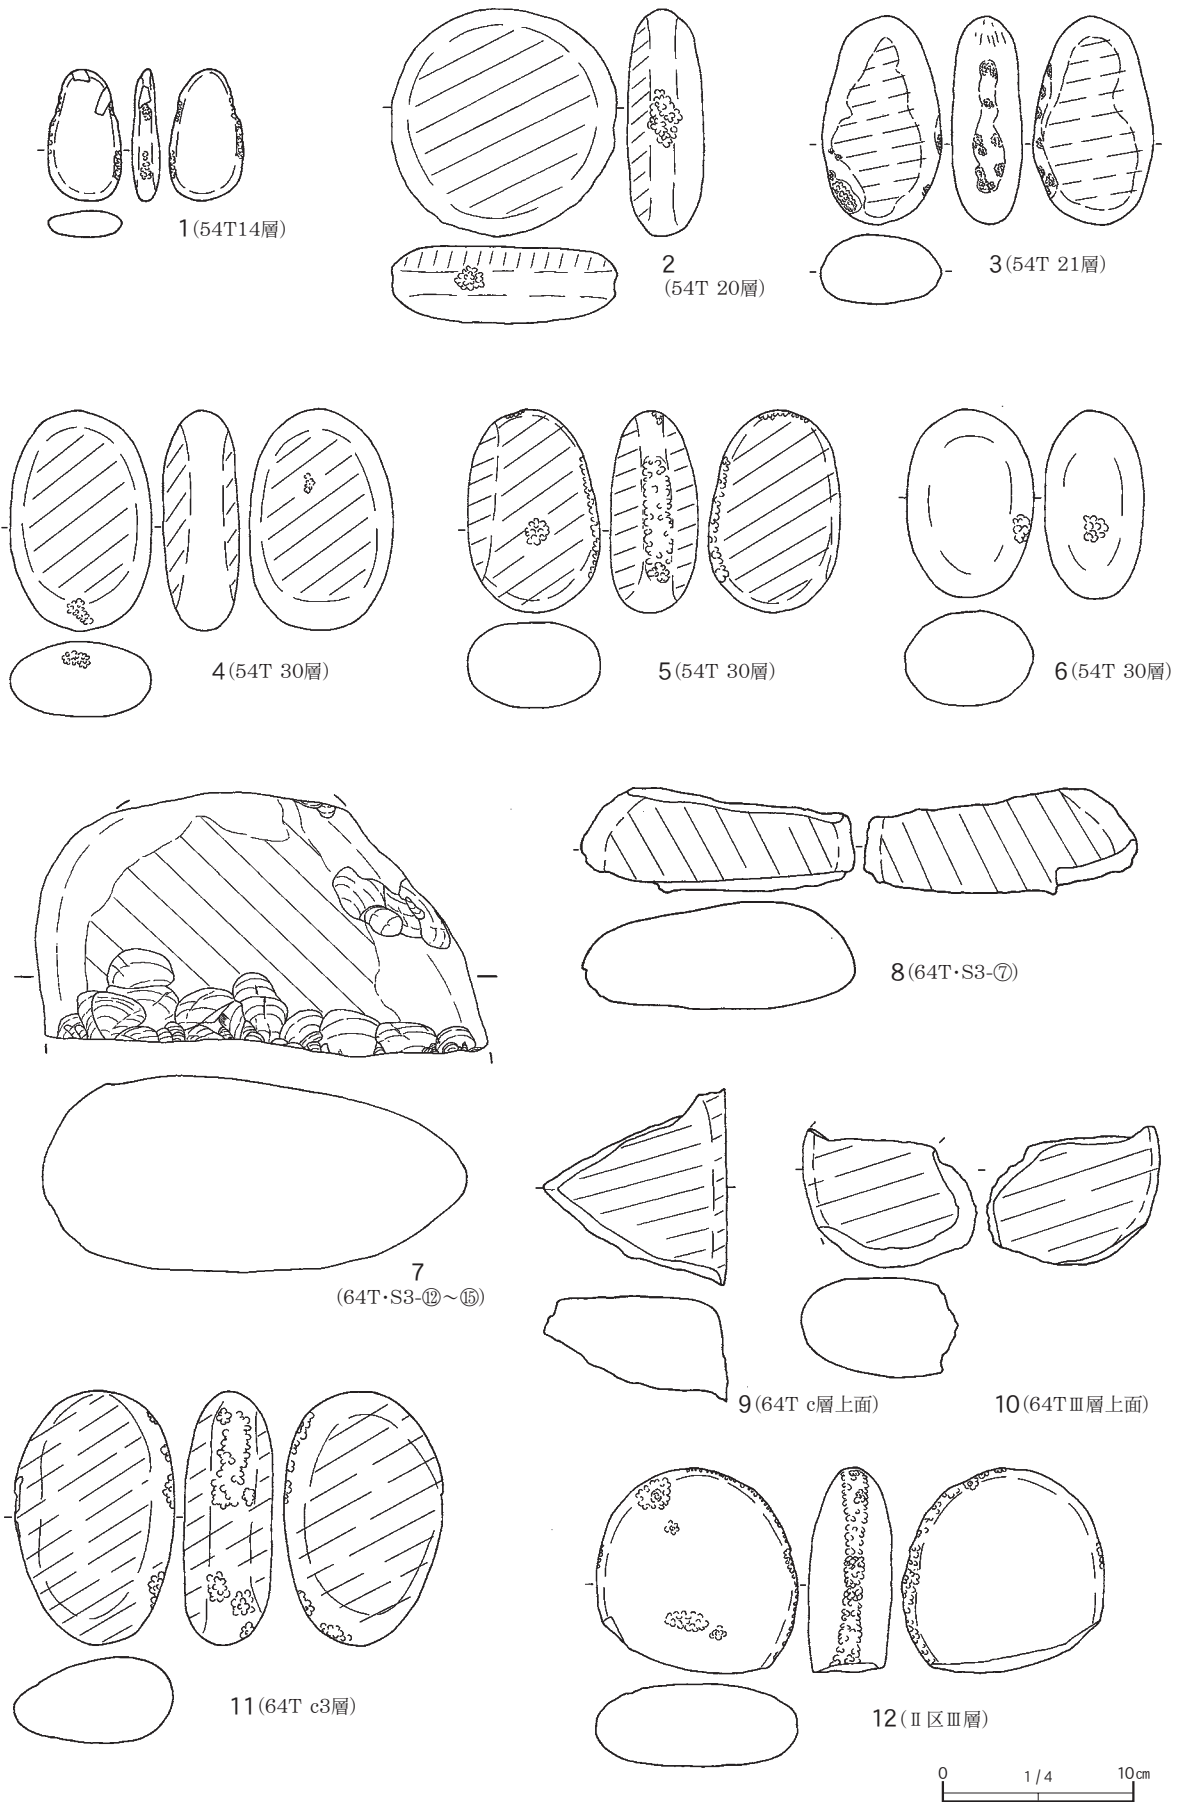 1(54T14層)
2
(54T 20層)
3(54T 21層)
4(54T 30層)
5(54T 30層)
6(54T 30層)
7
(64T・S3-⑫～⑮)
8(64T・S3-⑦)
9(64T c層上面)
10(64TⅢ層上面)
11(64T c3層)
12(Ⅱ区Ⅲ層)
0 1/4 10㎝